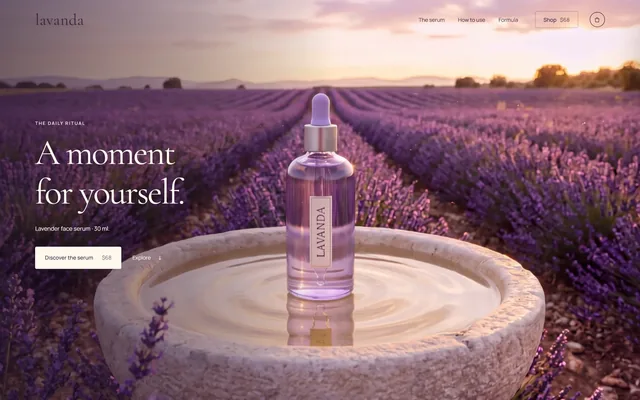 lavanda
The serum
How to use
Formula
Shop $68
THE DAILY RITUAL
A moment
for yourself.
Lavender face serum · 30 ml
Discover the serum $68
Explore ↓
LAVANDA